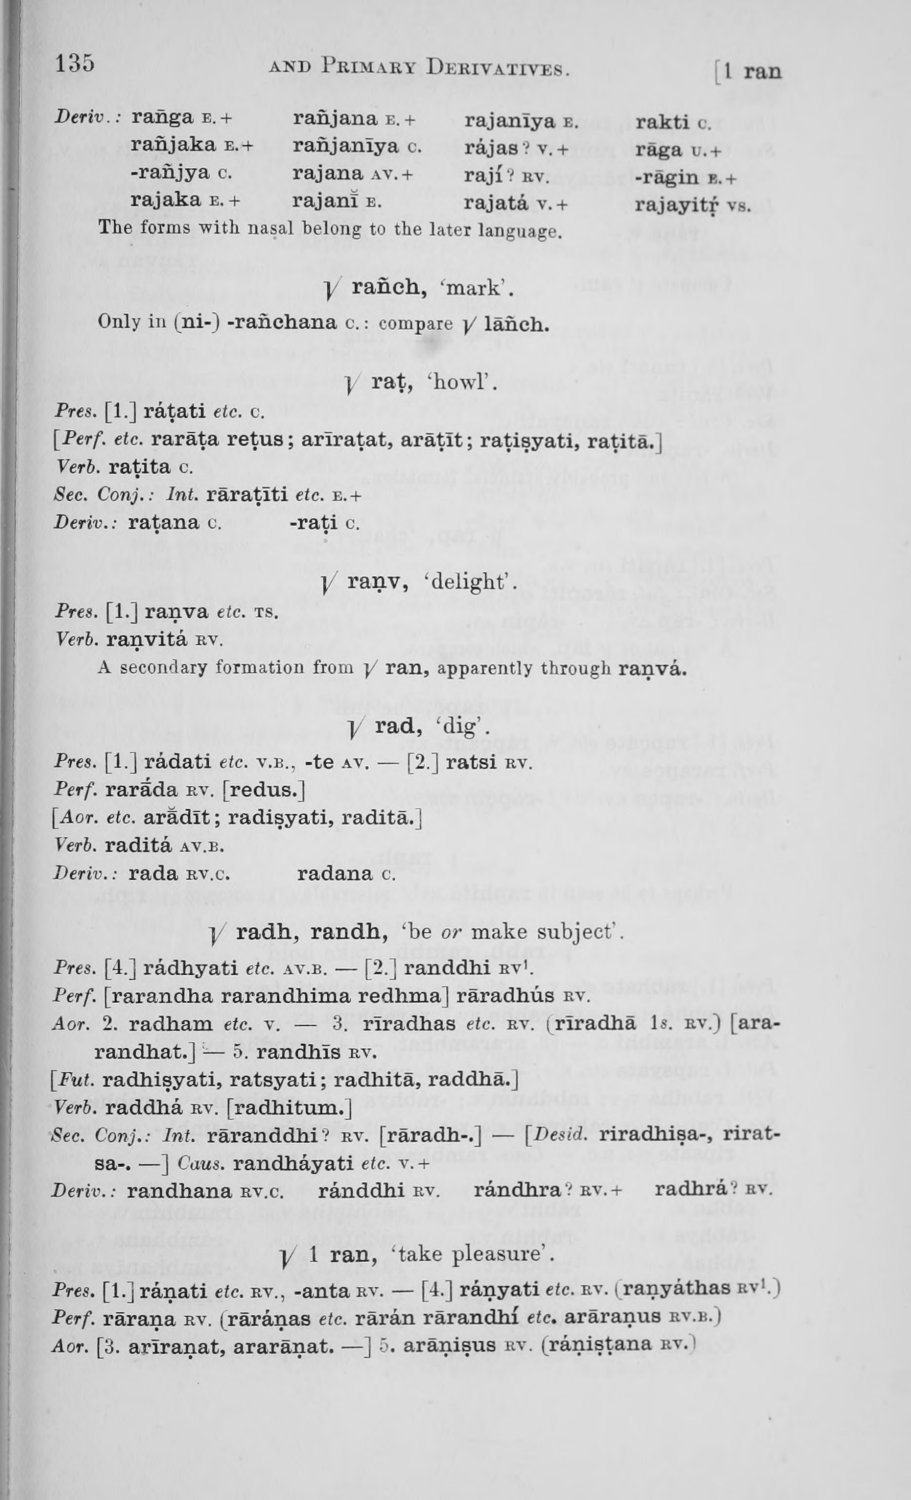 135 AND PRIMARY DERIVATIVES. [1 ran
Deriv.: ran̄ga E.+ rañjana E.+ rajanīya E. rakti C.
rañjaka E.+ rañjanīya C. rájas? V.+ rāga U.+
-rañjya C. rajana AV.+ rají? RV. -rāgin E.+
rajaka E.+ rajanī̆ E. rajatá V.+ rajayitṛ́ VS.
The forms with nasal belong to the later language.
√ rañch, ‘mark’.
Only in (ni-) -rañchana C.: compare √ lāñch.
√ raṭ, ‘howl’.
Pres. [1.] ráṭati etc. C.
[Perf. etc. rarāṭa reṭus; arīraṭat, arāṭīt; raṭiṣyati, raṭitā.]
Verb. raṭita C.
Sec. Conj.: Int. rāraṭīti etc. E.+
Deriv.: raṭana C. -raṭi C.
√ raṇv, ‘delight’.
Pres. [1.] raṇva etc. TS.
Verb. raṇvitá RV.
A secondary formation from √ ran, apparently through raṇvá.
√ rad, ‘dig’.
Pres. [1.] rádati etc. V.B., -te AV. — [2.] ratsi RV.
Perf. rarā́da RV. [redus.]
[Aor. etc. arā̆dīt; radiṣyati, raditā.]
Verb. raditá AV.B.
Deriv.: rada RV.C. radana C.
√ radh, randh, ‘be or make subject’.
Pres. [4.] rádhyati etc. AV.B. — [2.] randdhi RV¹.
Perf. [rarandha rarandhima redhma] rāradhús RV.
Aor. 2. radham etc. V. — 3. rīradhas etc. RV. (rīradhā 1s. RV.) [ara-
randhat.] — 5. randhīs RV.
[Fut. radhiṣyati, ratsyati; radhitā, raddhā.]
Verb. raddhá RV. [radhitum.]
Sec. Conj.: Int. rāranddhi? RV. [rāradh-.] — [Desid. riradhiṣa-, rirat-
sa-. —] Caus. randháyati etc. V.+
Deriv.: randhana RV.C. ránddhi RV. rándhra? RV.+ radhrá? RV.
√ 1 ran, ‘take pleasure’.
Pres. [1.] ráṇati etc. RV., -anta RV. — [4.] ráṇyati etc. RV. (raṇyáthas RV¹.)
Perf. rāraṇa RV. (rāráṇas etc. rārán rārandhí etc. arāraṇus RV.B.)
Aor. [3. arīraṇat, ararāṇat. —] 5. arāṇiṣus RV. (ráṇiṣṭana RV.)